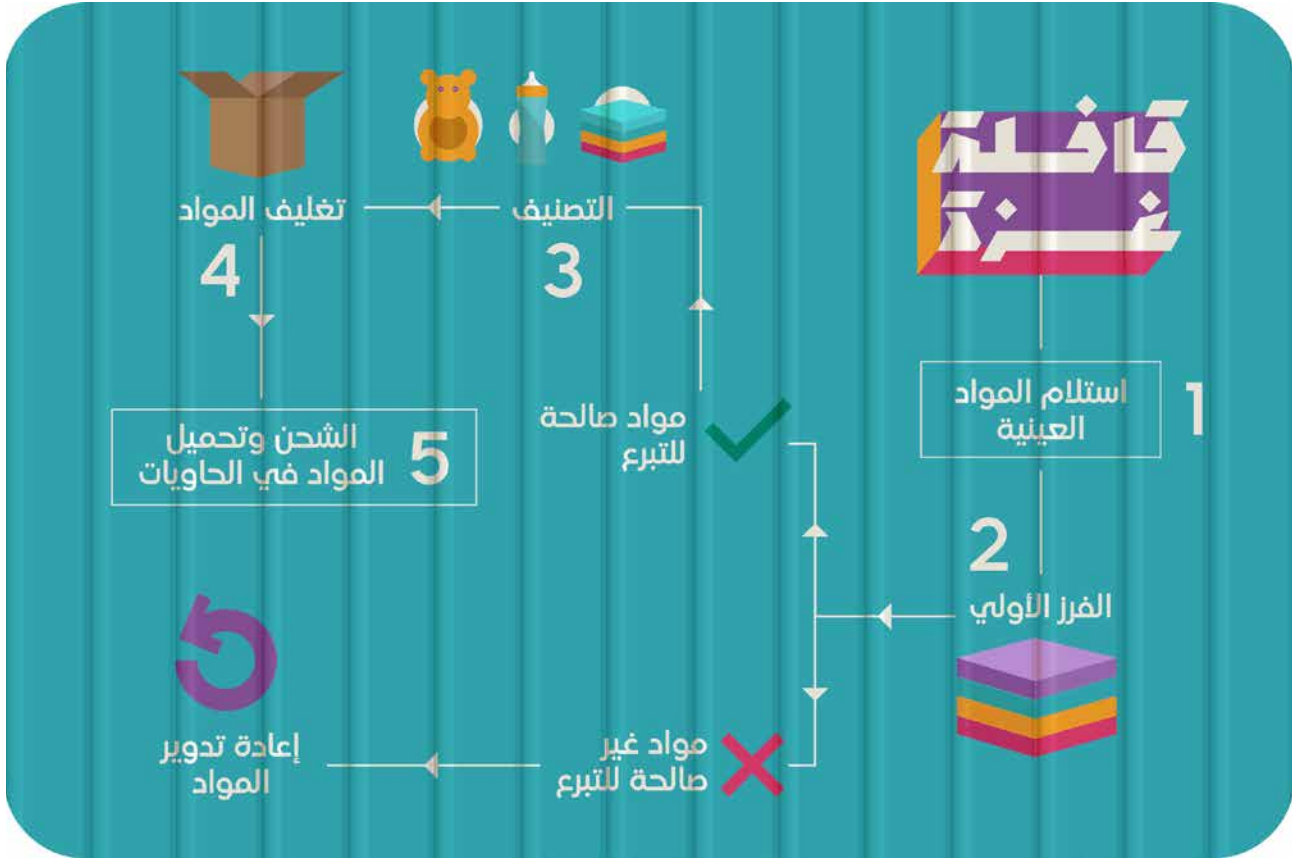 قافلة
غزة
1
استلام المواد
العينية
2
الفرز الأولي
مواد صالحة
للتبرع
3
التصنيف
4
تغليف المواد
5
الشحن وتحميل
المواد في الحاويات
مواد غير
صالحة للتبرع
إعادة تدوير
المواد